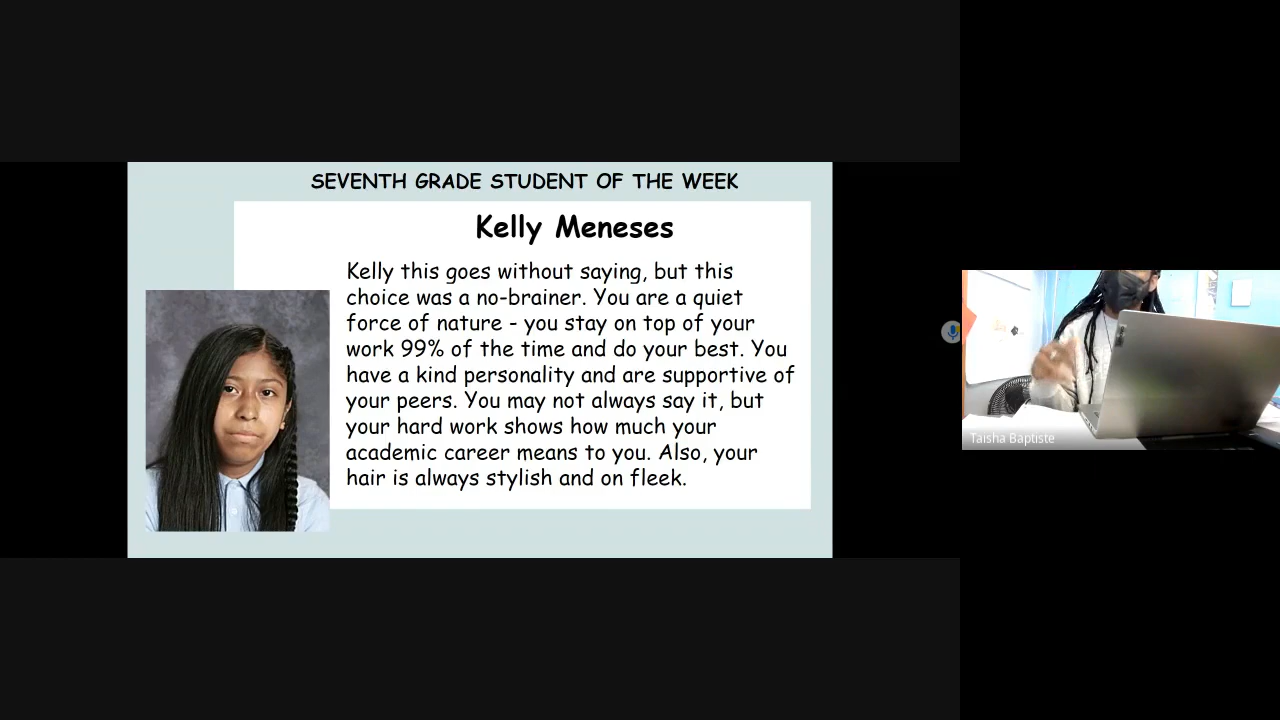 SEVENTH GRADE STUDENT OF THE WEEK
Kelly Meneses
Kelly this goes without saying, but this
choice was a no-brainer. You are a quiet
force of nature - you stay on top of your
work 99% of the time and do your best. You
have a kind personality and are supportive of
your peers. You may not always say it, but
your hard work shows how much your
academic career means to you. Also, your
hair is always stylish and on fleek.
Taisha Baptiste